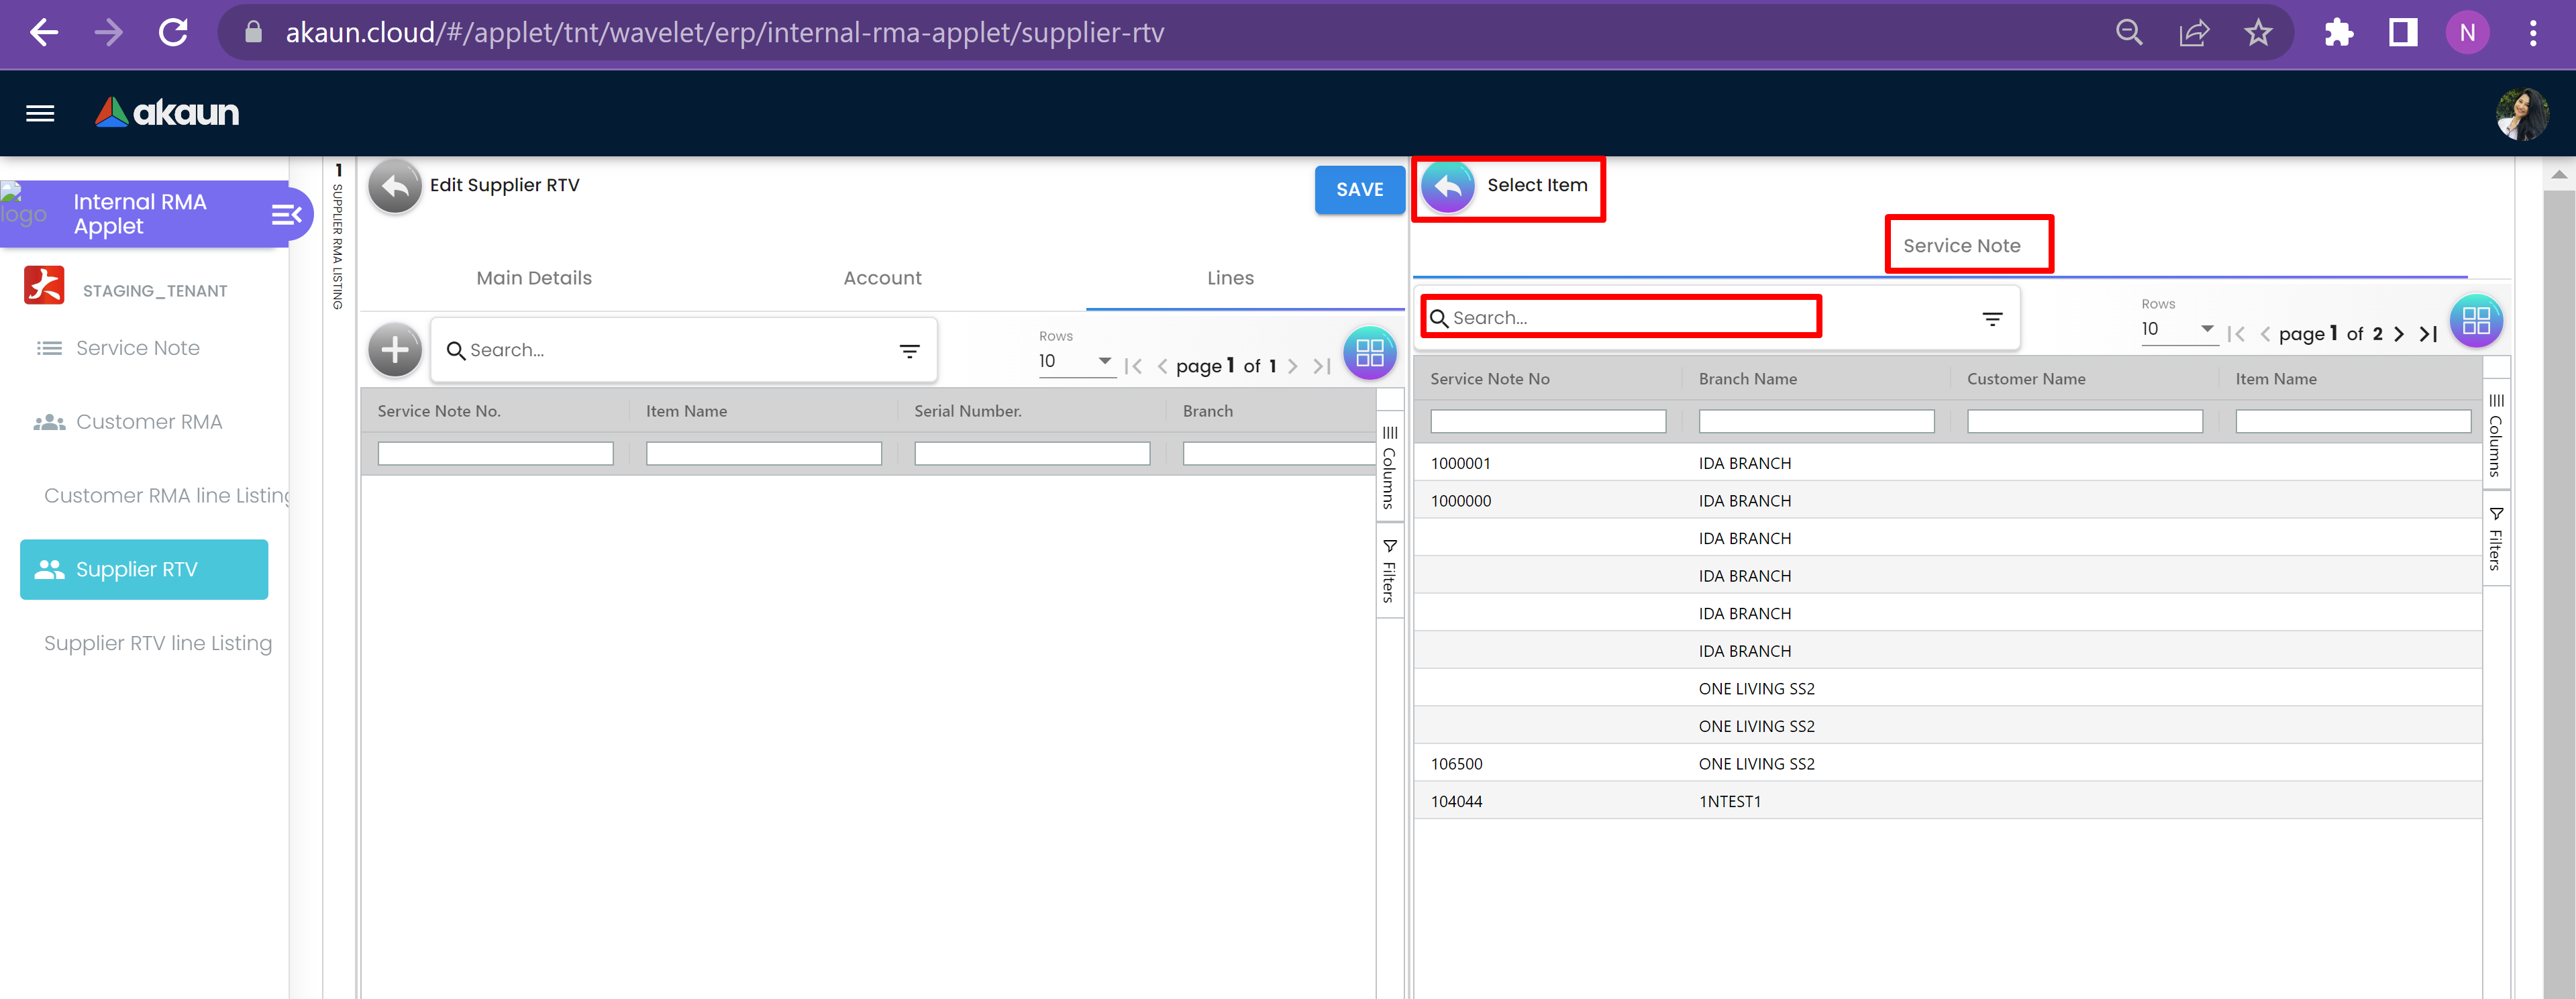 akaun.cloud/#/applet/tnt/wavelet/erp/internal-rma-applet/supplier-rtv
N
akaun
logo
Internal RMA
Applet
STAGING_TENANT
Service Note
Customer RMA
Customer RMA line Listing
Supplier RTV
Supplier RTV line Listing
1 SUPPLIER RMA LISTING
Edit Supplier RTV
SAVE
Main Details Account Lines
Search...
Rows
10
page 1 of 1
Service Note No. Item Name Serial Number. Branch
Columns
Filters
Select Item
Service Note
Search...
Rows
10
page 1 of 2
Service Note No Branch Name Customer Name Item Name
1000001 IDA BRANCH
1000000 IDA BRANCH
IDA BRANCH
IDA BRANCH
IDA BRANCH
IDA BRANCH
ONE LIVING SS2
ONE LIVING SS2
106500 ONE LIVING SS2
104044 1NTEST1
Columns
Filters